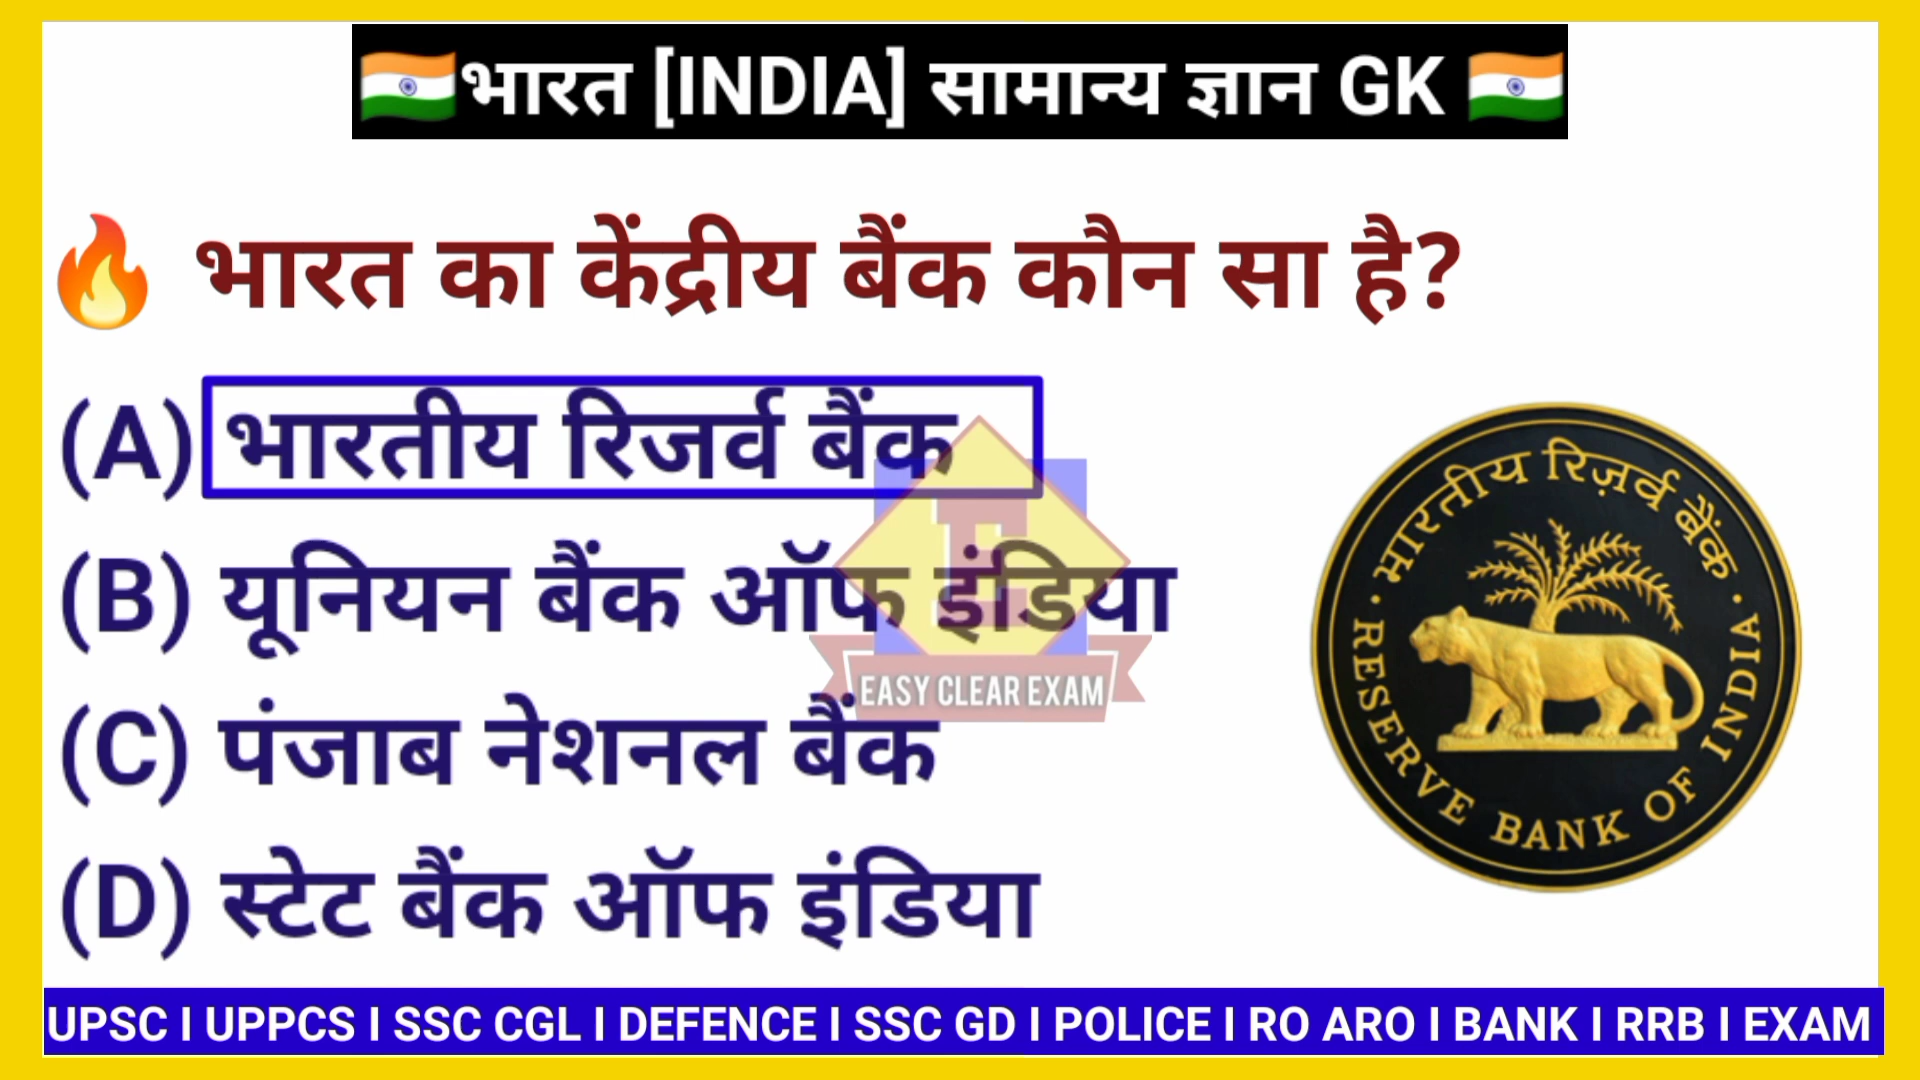 🇮🇳भारत [INDIA] सामान्य ज्ञान GK 🇮🇳
🔥 भारत का केंद्रीय बैंक कौन सा है?
(A) भारतीय रिजर्व बैंक
(B) यूनियन बैंक ऑफ इंडिया
(C) पंजाब नेशनल बैंक
(D) स्टेट बैंक ऑफ इंडिया
E
EASY CLEAR EXAM
भारतीय रिज़र्व बैंक
RESERVE BANK OF INDIA
UPSC I UPPCS I SSC CGL I DEFENCE I SSC GD I POLICE I RO ARO I BANK I RRB I EXAM